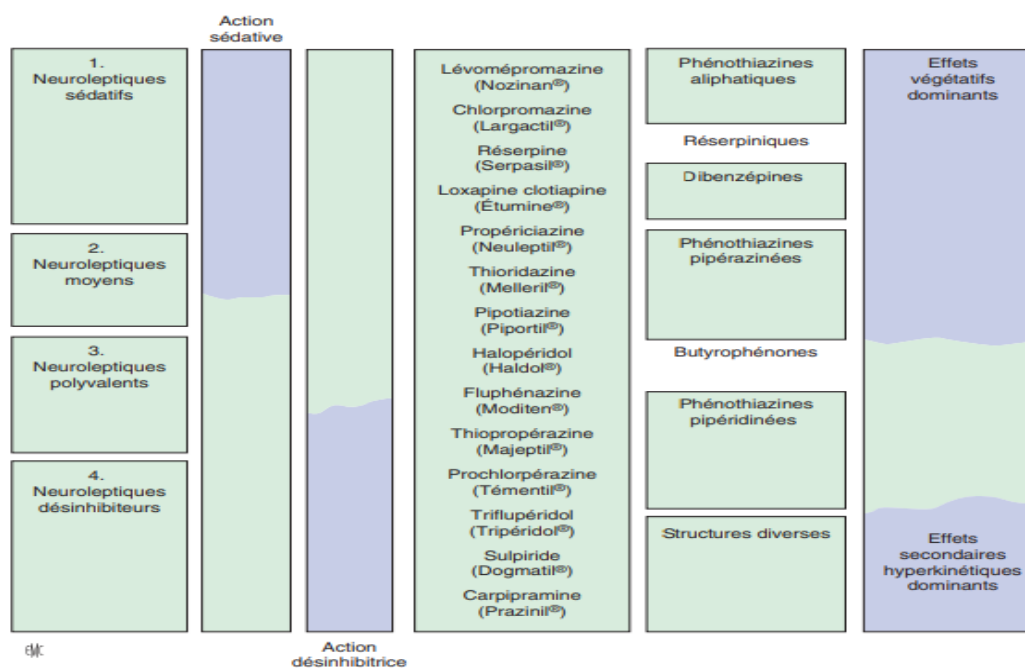 Action
sédative
1.
Neuroleptiques
sédatifs
2.
Neuroleptiques
moyens
3.
Neuroleptiques
polyvalents
4.
Neuroleptiques
désinhibiteurs
Action
désinhibitrice
Lévomépromazine
(Nozinan®)
Chlorpromazine
(Largactil®)
Réserpine
(Serpasil®)
Loxapine clotiapine
(Étumine®)
Propériciazine
(Neuleptil®)
Thioridazine
(Melleril®)
Pipotiazine
(Piportil®)
Halopéridol
(Haldol®)
Fluphénazine
(Moditen®)
Thiopropérazine
(Majeptil®)
Prochlorpérazine
(Témentil®)
Triflupéridol
(Tripéridol®)
Sulpiride
(Dogmatil®)
Carpipramine
(Prazinil®)
Phénothiazines
aliphatiques
Réserpiniques
Dibenzépines
Phénothiazines
pipérazinées
Butyrophénones
Phénothiazines
pipéridinées
Structures diverses
Effets
végétatifs
dominants
Effets
secondaires
hyperkinétiques
dominants
EMC